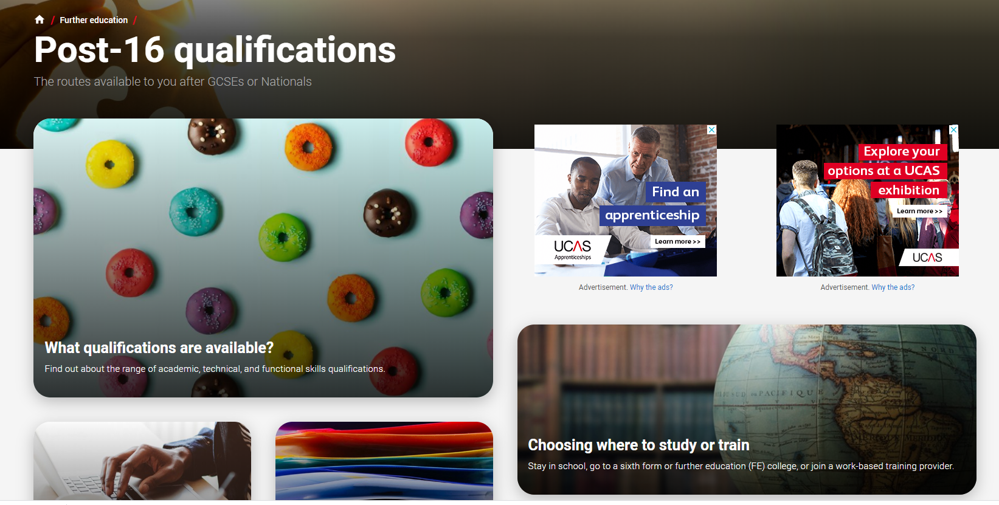 / Further education /
Post-16 qualifications
The routes available to you after GCSEs or Nationals
What qualifications are available?
Find out about the range of academic, technical, and functional skills qualifications.
Find an
apprenticeship
Learn more >>
UCAS
Apprenticeships
Advertisement. Why the ads?
Explore your
options at a UCAS
exhibition
Learn more >>
UCAS
Advertisement. Why the ads?
NORD
PACIFIQUE
Choosing where to study or train
Stay in school, go to a sixth form or further education (FE) college, or join a work-based training provider.